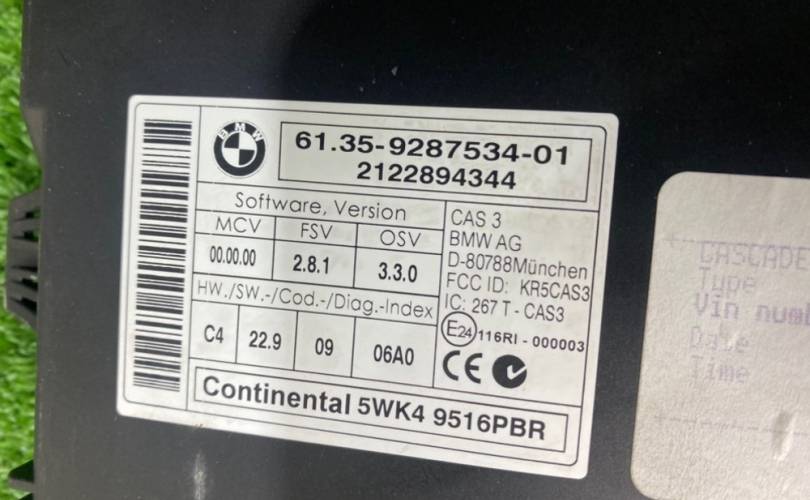 BMW
61.35-9287534-01
2122894344
Software, Version
MCV FSV OSV
00.00.00 2.8.1 3.3.0
HW./SW.-/Cod.-/Diag.-Index
C4 22.9 09 06A0
CAS 3
BMW AG
D-80788München
FCC ID: KR5CAS3
IC: 267 T - CAS3
E24 116RI - 000003
CE
Continental 5WK4 9516PBR
CASCADE
Type
Vin
Date
Time